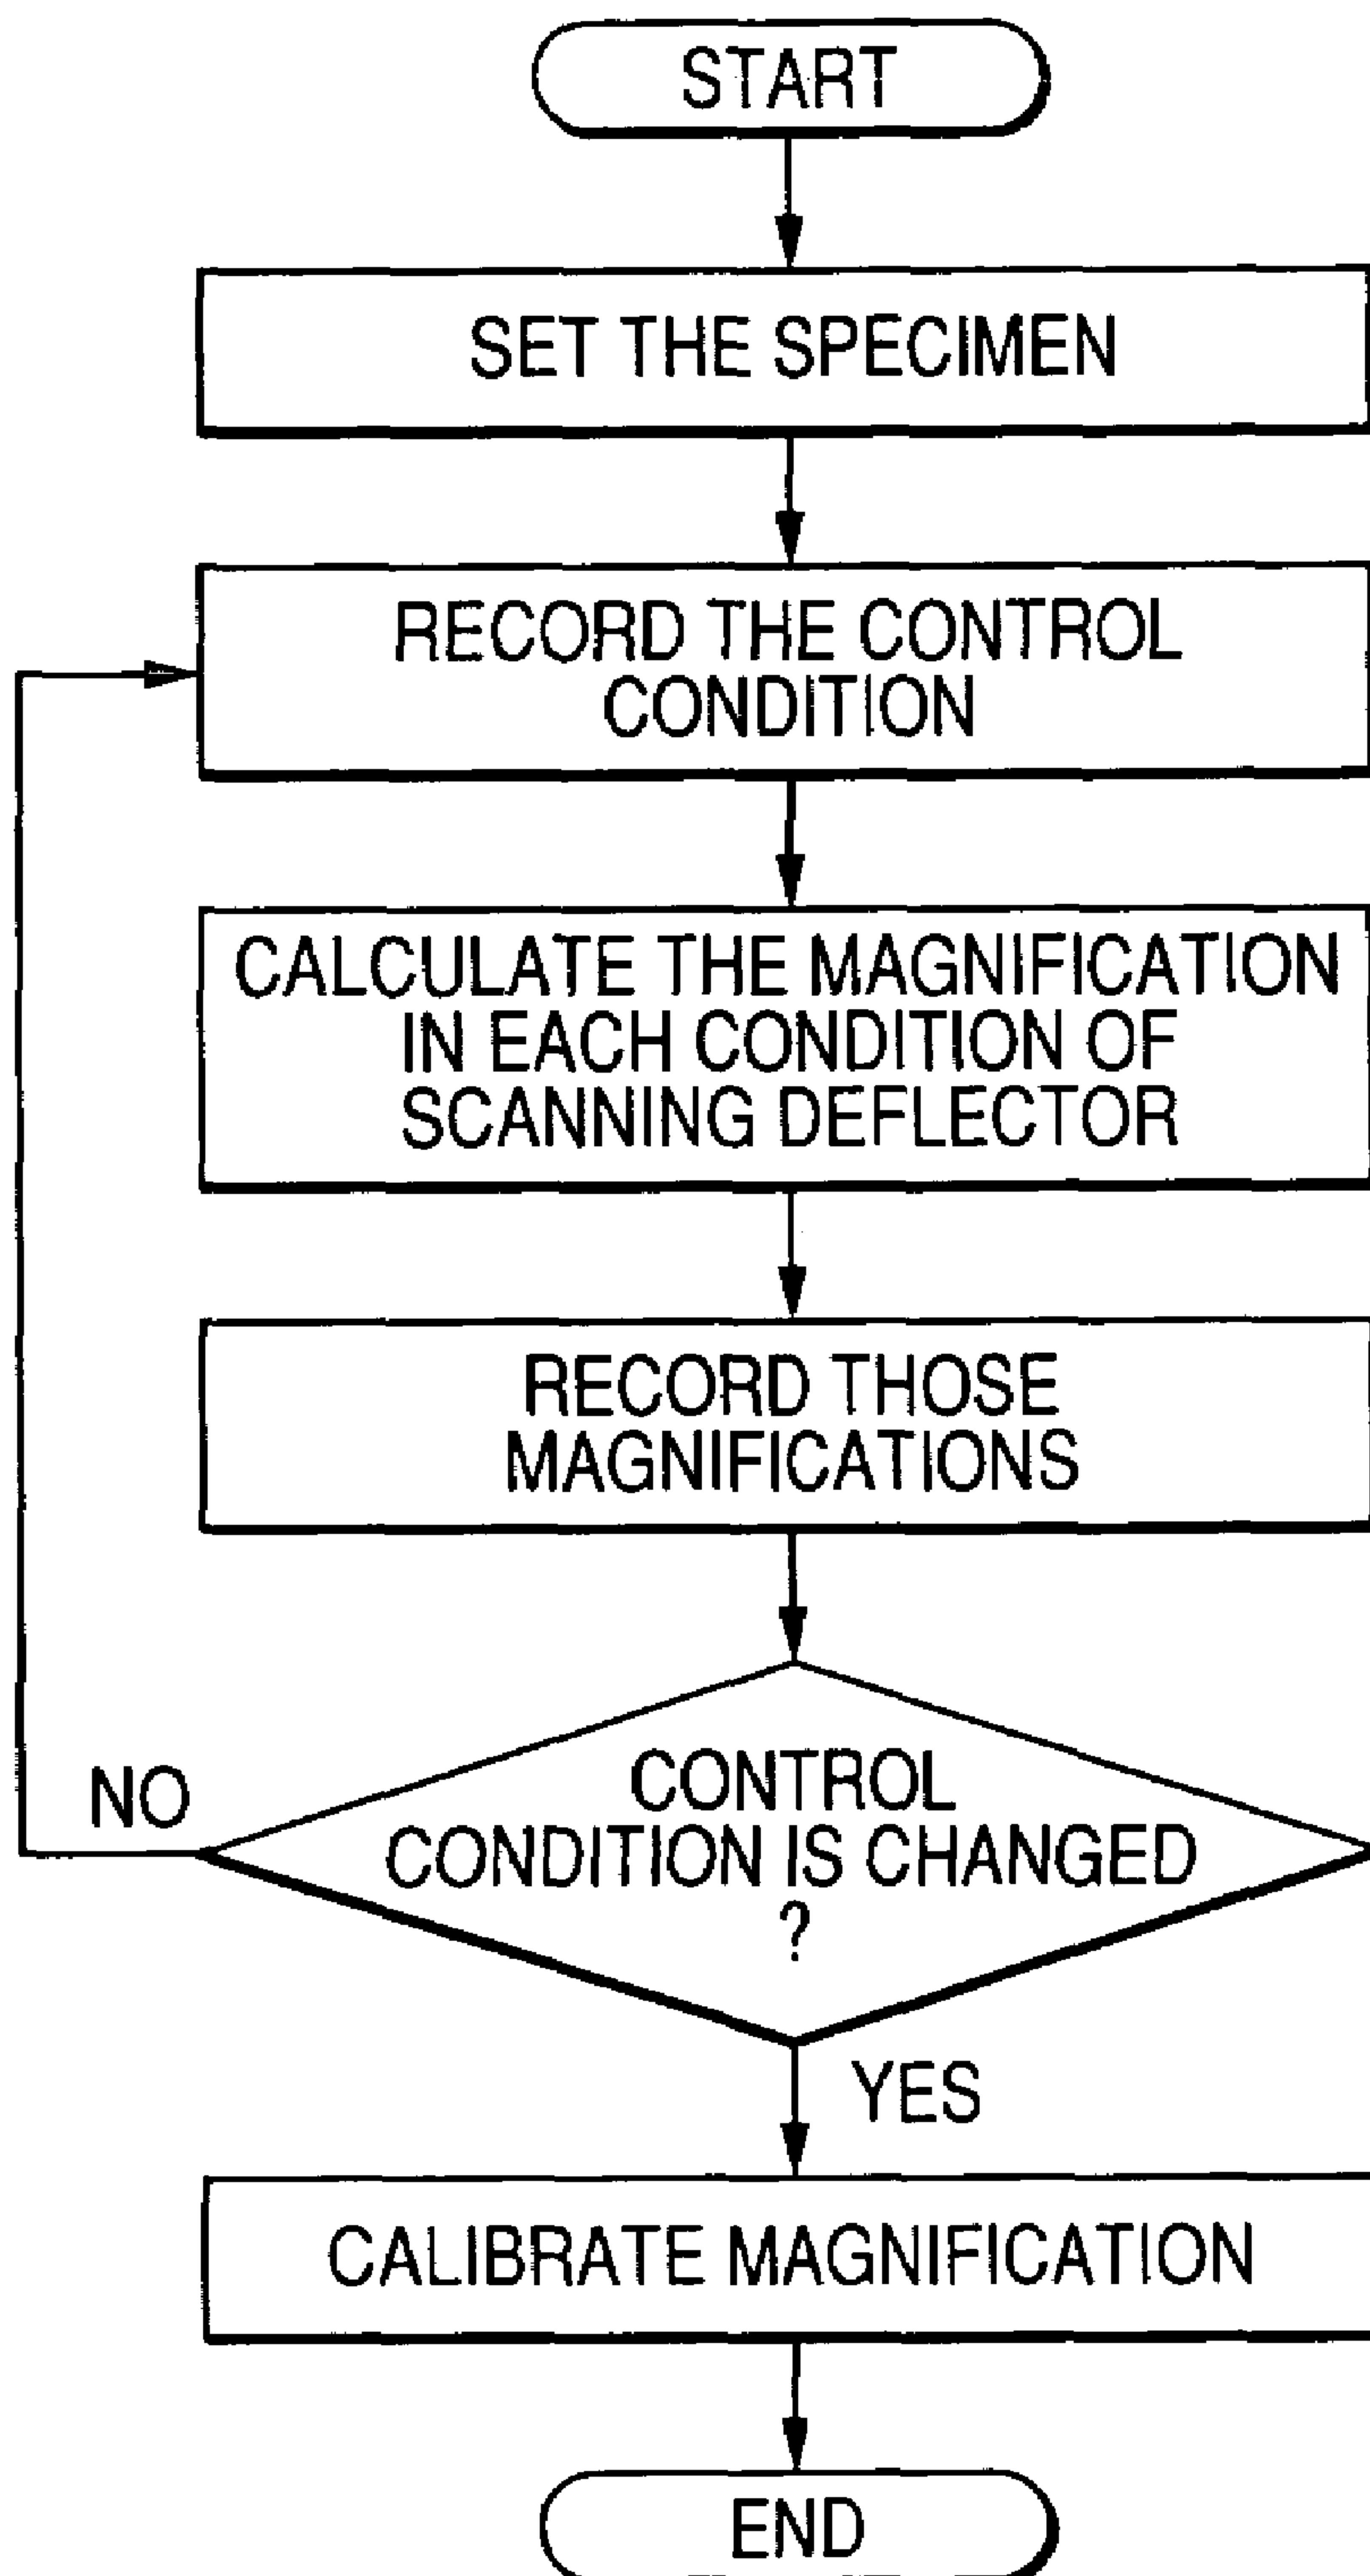 START
SET THE SPECIMEN
RECORD THE CONTROL
CONDITION
CALCULATE THE MAGNIFICATION
IN EACH CONDITION OF
SCANNING DEFLECTOR
RECORD THOSE
MAGNIFICATIONS
CONTROL
CONDITION IS CHANGED
?
NO
YES
CALIBRATE MAGNIFICATION
END